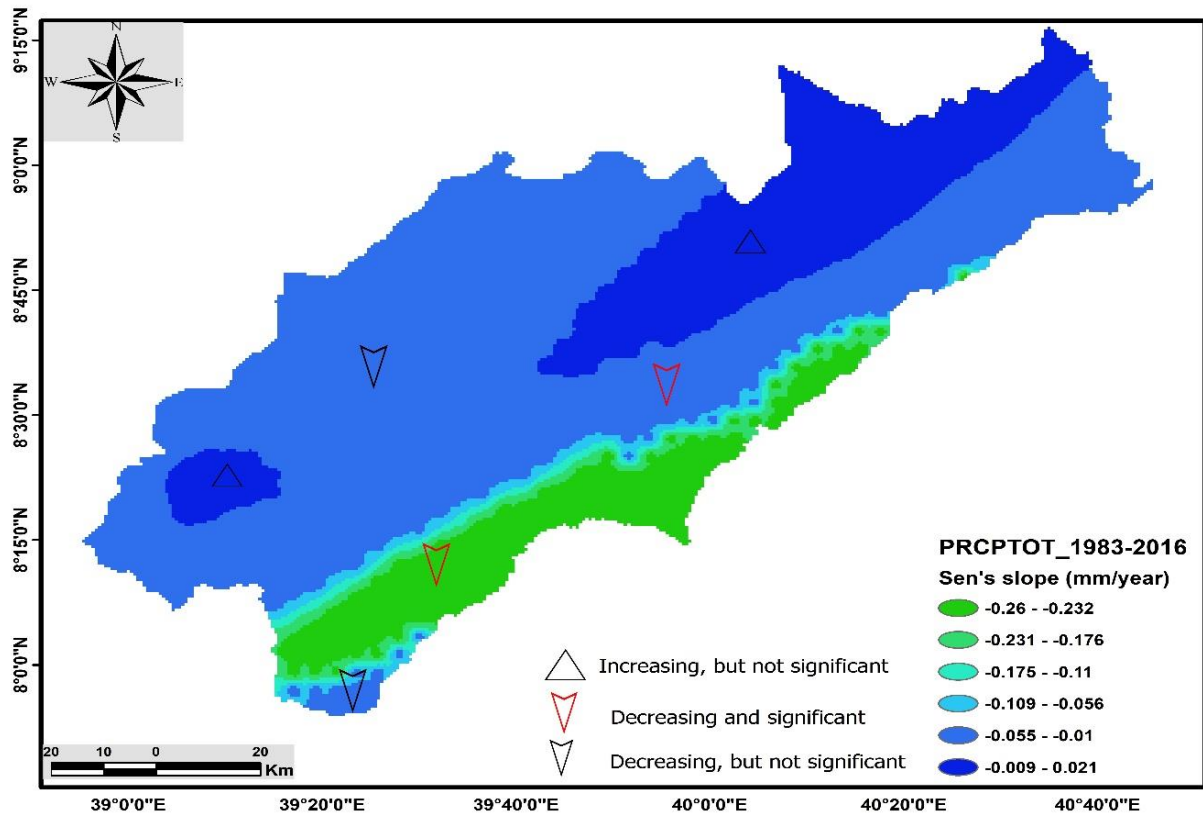 N
W E
S
9°15'0"N
9°0'0"N
8°45'0"N
8°30'0"N
8°15'0"N
8°0'0"N
PRCPTOT_1983-2016
Sen's slope (mm/year)
-0.26 - -0.232
-0.231 - -0.176
-0.175 - -0.11
-0.109 - -0.056
-0.055 - -0.01
-0.009 - 0.021
Increasing, but not significant
Decreasing and significant
Decreasing, but not significant
20 10 0 20
Km
39°0'0"E 39°20'0"E 39°40'0"E 40°0'0"E 40°20'0"E 40°40'0"E